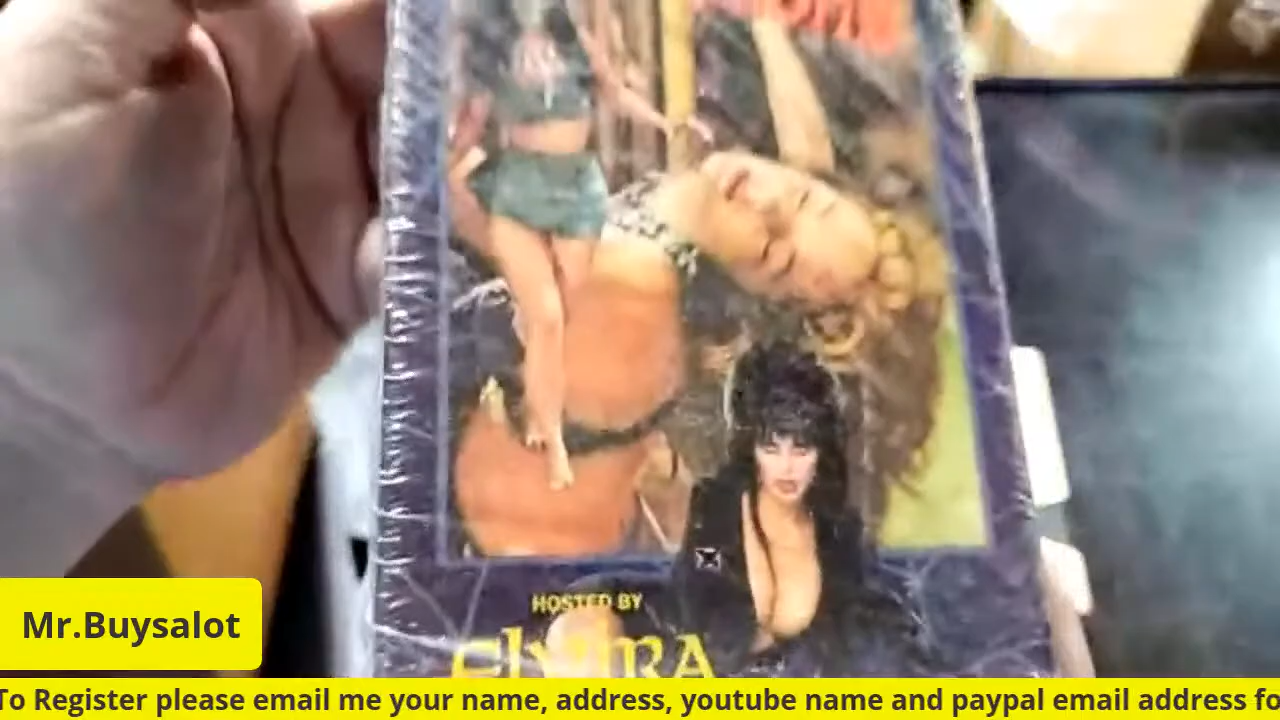 HOSTED BY
ElviRA
Mr.Buysalot
To Register please email me your name, address, youtube name and paypal email address fo